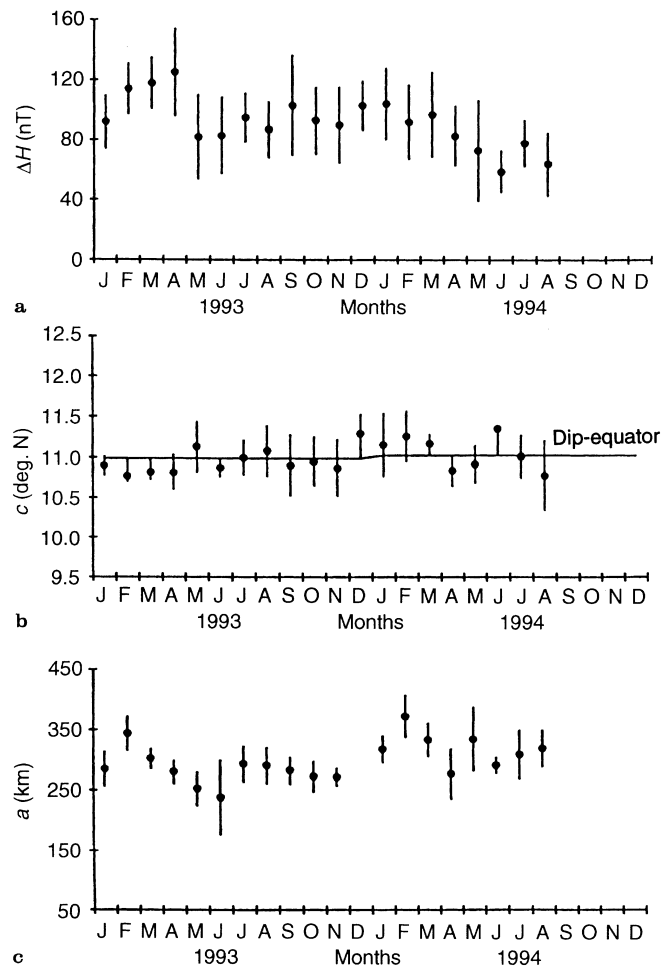 160
120
80
40
0
ΔH (nT)
J F M A M J J A S O N D J F M A M J J A S O N D
1993 Months 1994
a
12.5
12.0
11.5
11.0
10.5
10.0
9.5
c (deg. N)
Dip-equator
J F M A M J J A S O N D J F M A M J J A S O N D
1993 Months 1994
b
450
350
250
150
50
a (km)
J F M A M J J A S O N D J F M A M J J A S O N D
1993 Months 1994
c